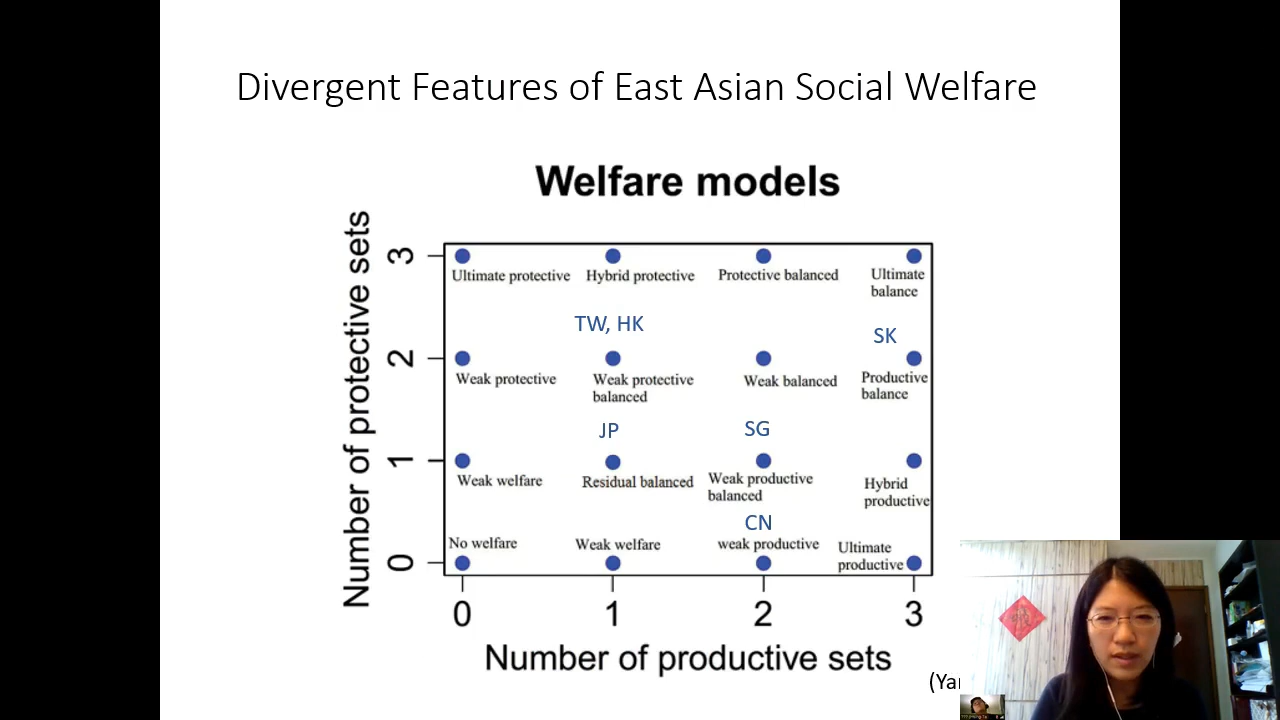 Divergent Features of East Asian Social Welfare
Welfare models
Number of protective sets
3
Ultimate protective
Hybrid protective
Protective balanced
Ultimate
balance
TW, HK
SK
2
Weak protective
Weak protective
balanced
Weak balanced
Productive
balance
JP
SG
1
Weak welfare
Residual balanced
Weak productive
balanced
Hybrid
productive
CN
0
No welfare
Weak welfare
weak productive
Ultimate
productive
0 1 2 3
Number of productive sets